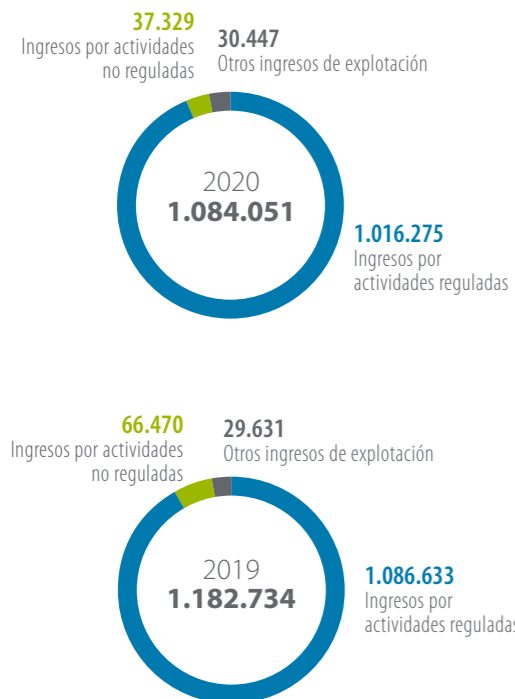 37.329
Ingresos por actividades
no reguladas
30.447
Otros ingresos de explotación
2020
1.084.051
1.016.275
Ingresos por
actividades reguladas
66.470
Ingresos por actividades
no reguladas
29.631
Otros ingresos de explotación
2019
1.182.734
1.086.633
Ingresos por
actividades reguladas